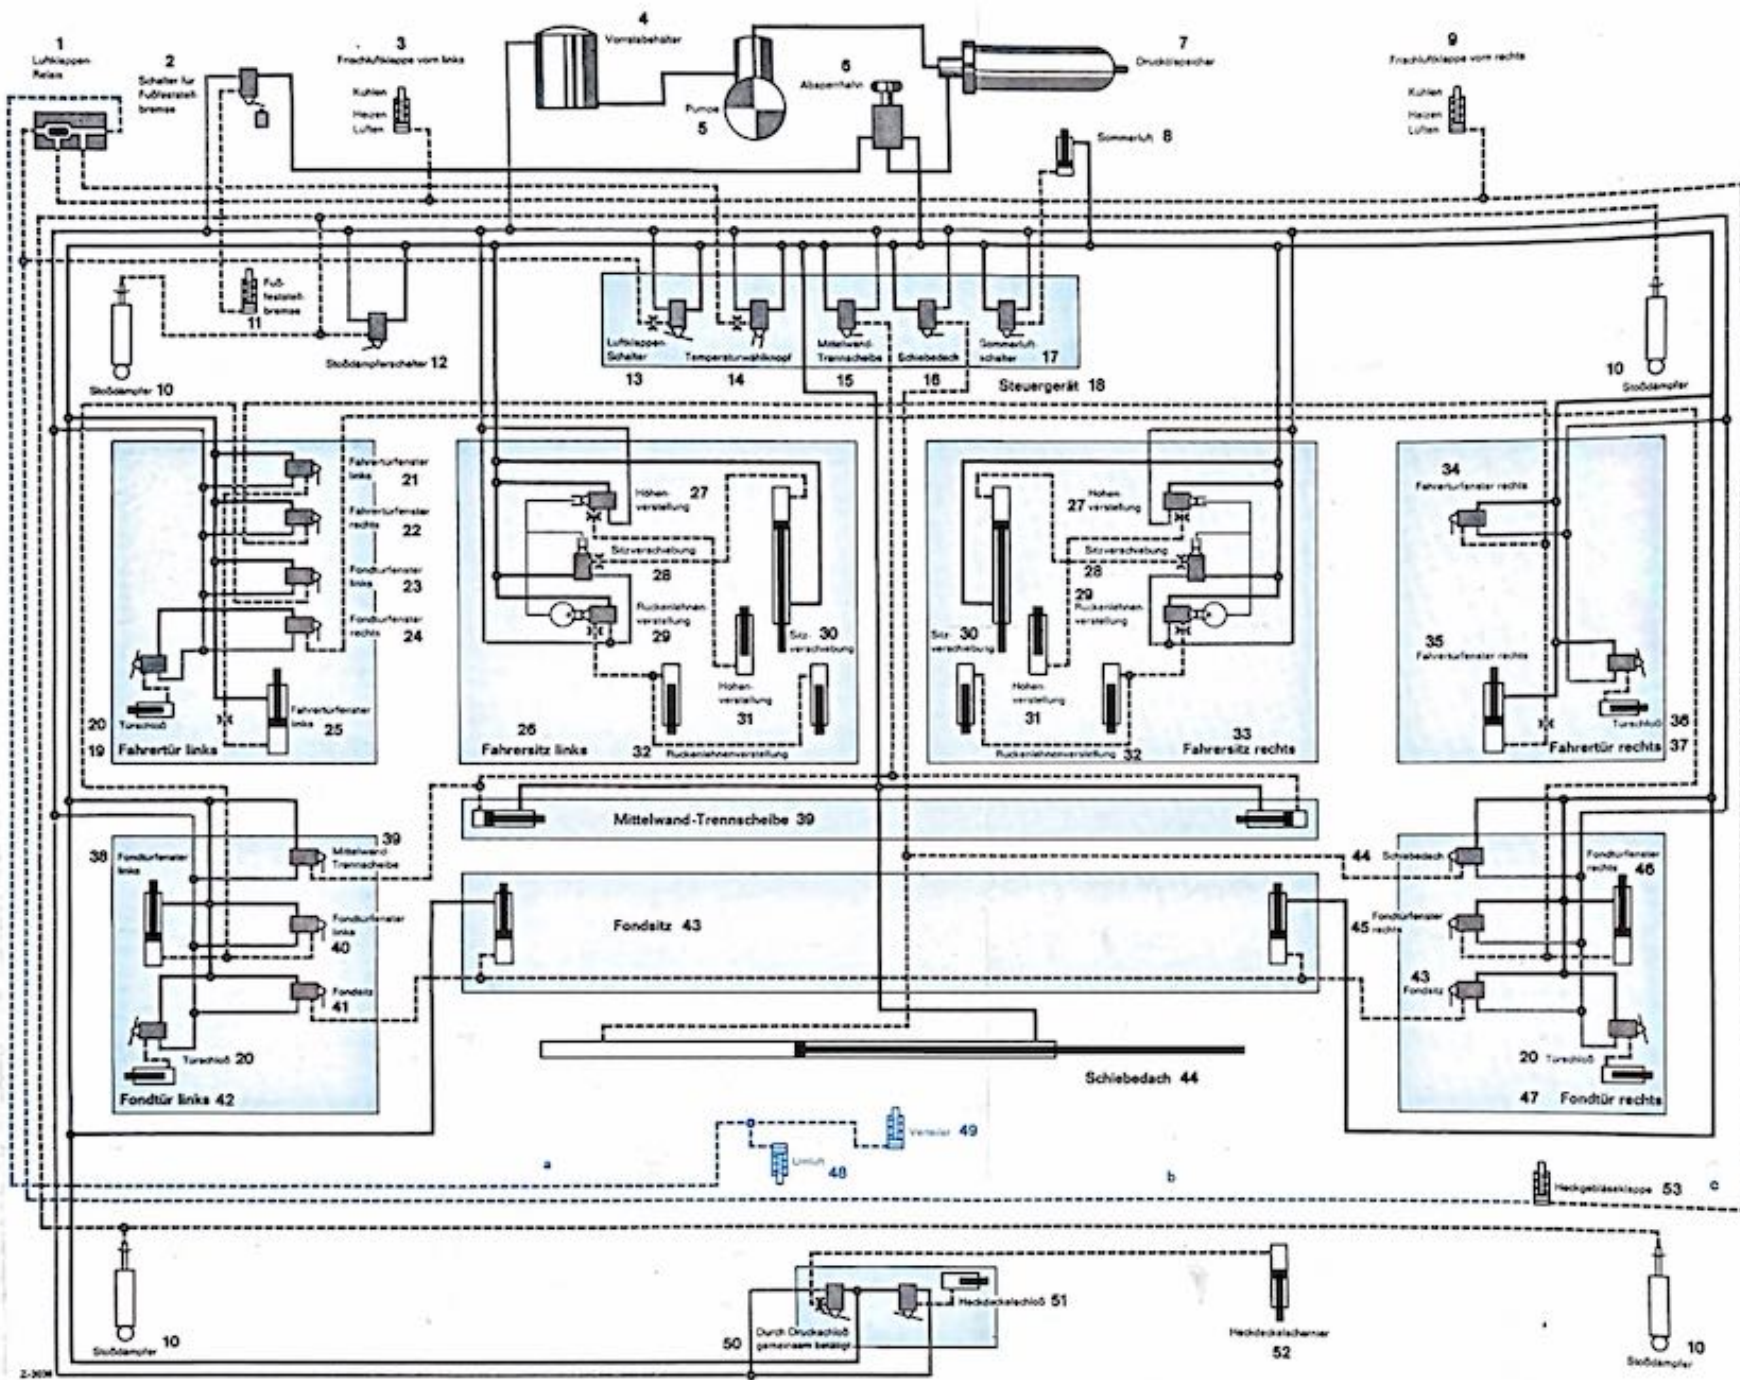 1
Luftklappen-
Relais
2
Schalter für
Fußfeststell-
bremse
3
Frischluftklappe vorn links
Kühlen
Heizen
Lüften
4
Vorratsbehälter
Pumpe
5
6
Absperrhahn
7
Druckölspeicher
Sommerluft 8
9
Frischluftklappe vorn rechts
Kühlen
Heizen
Lüften
Fuß-
feststell-
bremse
11
Stoßdämpferschalter 12
Stoßdämpfer 10
Luftklappen-
Schalter
13
Temperaturwählknopf
14
Mittelwand-
Trennscheibe
15
Schiebedach
16
Sommerluft-
schalter
17
Steuergerät 18
10
Stoßdämpfer
Fahrertürfenster
links
21
Fahrertürfenster
rechts
22
Fondtürfenster
links
23
Fondtürfenster
rechts
24
Fahrertürfenster
links
25
20
Türschloß
19
Fahrertür links
Höhen-
verstellung
27
Sitzverschiebung
28
Rückenlehnen-
verstellung
29
Sitz-
verschiebung
30
Höhen-
verstellung
31
26
Fahrersitz links
32
Rückenlehnenverstellung
27
Höhen-
verstellung
Sitzverschiebung
28
29
Rückenlehnen-
verstellung
Sitz-
verschiebung
30
Höhen-
verstellung
31
33
Fahrersitz rechts
Rückenlehnenverstellung 32
34
Fahrertürfenster rechts
35
Fahrertürfenster rechts
Türschloß 36
Fahrertür rechts 37
Mittelwand-Trennscheibe 39
38
Fondtürfenster
links
39
Mittelwand-
Trennscheibe
Fondtürfenster
links
40
Fondsitz
41
Türschloß 20
Fondtür links 42
Fondsitz 43
44 Schiebedach
Fondtürfenster
rechts
46
45
Fondtürfenster
rechts
43
Fondsitz
20 Türschloß
47 Fondtür rechts
Schiebedach 44
a
Umluft
48
Verteiler 49
b
Heckgebläseklappe 53
c
Stoßdämpfer
10
50
Durch Druckschloß
gemeinsam betätigt
Heckdeckelschloß 51
Heckdeckelscharnier
52
10
Stoßdämpfer